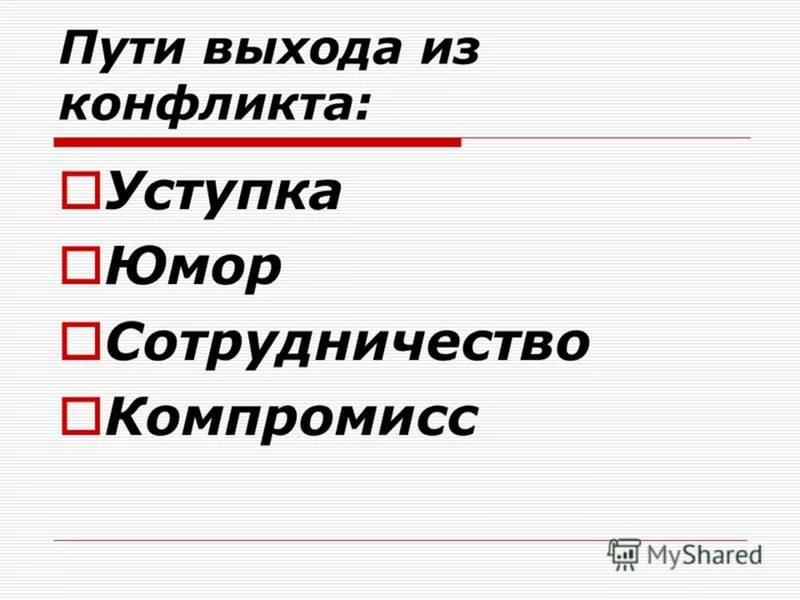 Пути выхода из
конфликта:
Уступка
Юмор
Сотрудничество
Компромисс
MyShared